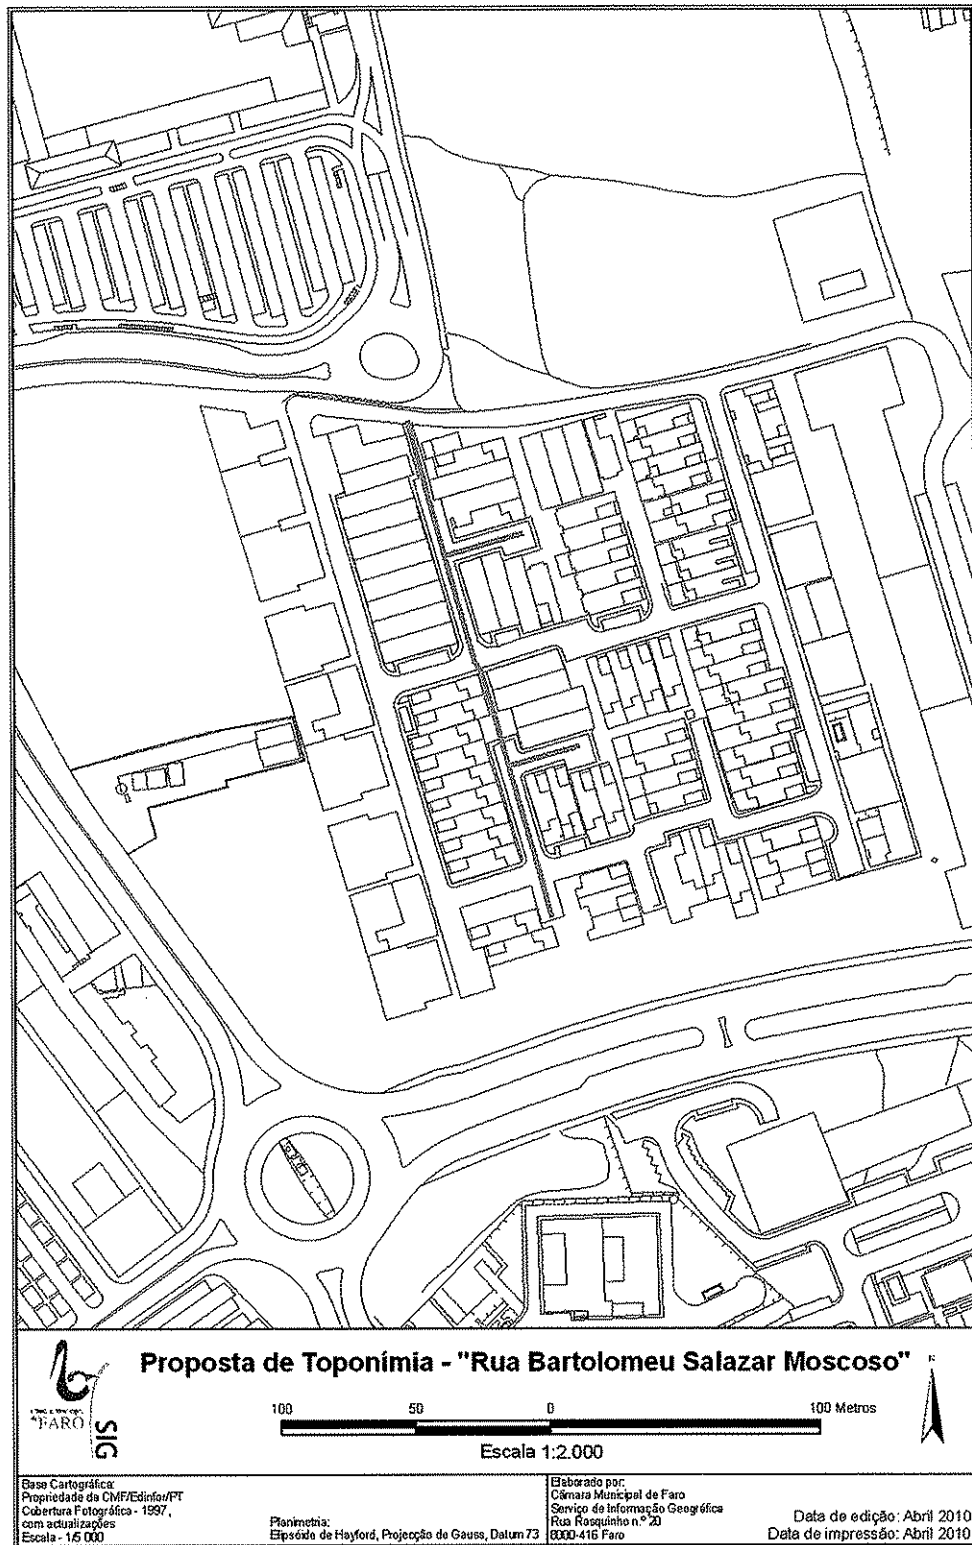 Proposta de Toponímia - "Rua Bartolomeu Salazar Moscoso"
N
FARO
SIG
100 50 0 100 Metros
Escala 1:2.000
Base Cartográfica:
Propriedade da CMF/Edinfor/PT
Cobertura Fotográfica - 1997,
com actualizações
Escala - 1/5 000
Planimetria:
Elipsóide de Hayford, Projecção de Gauss, Datum 73
Elaborado por:
Câmara Municipal de Faro
Serviço de Informação Geográfica
Rua Rasquinho n.º 20
8000-416 Faro
Data de edição: Abril 2010
Data de impressão: Abril 2010